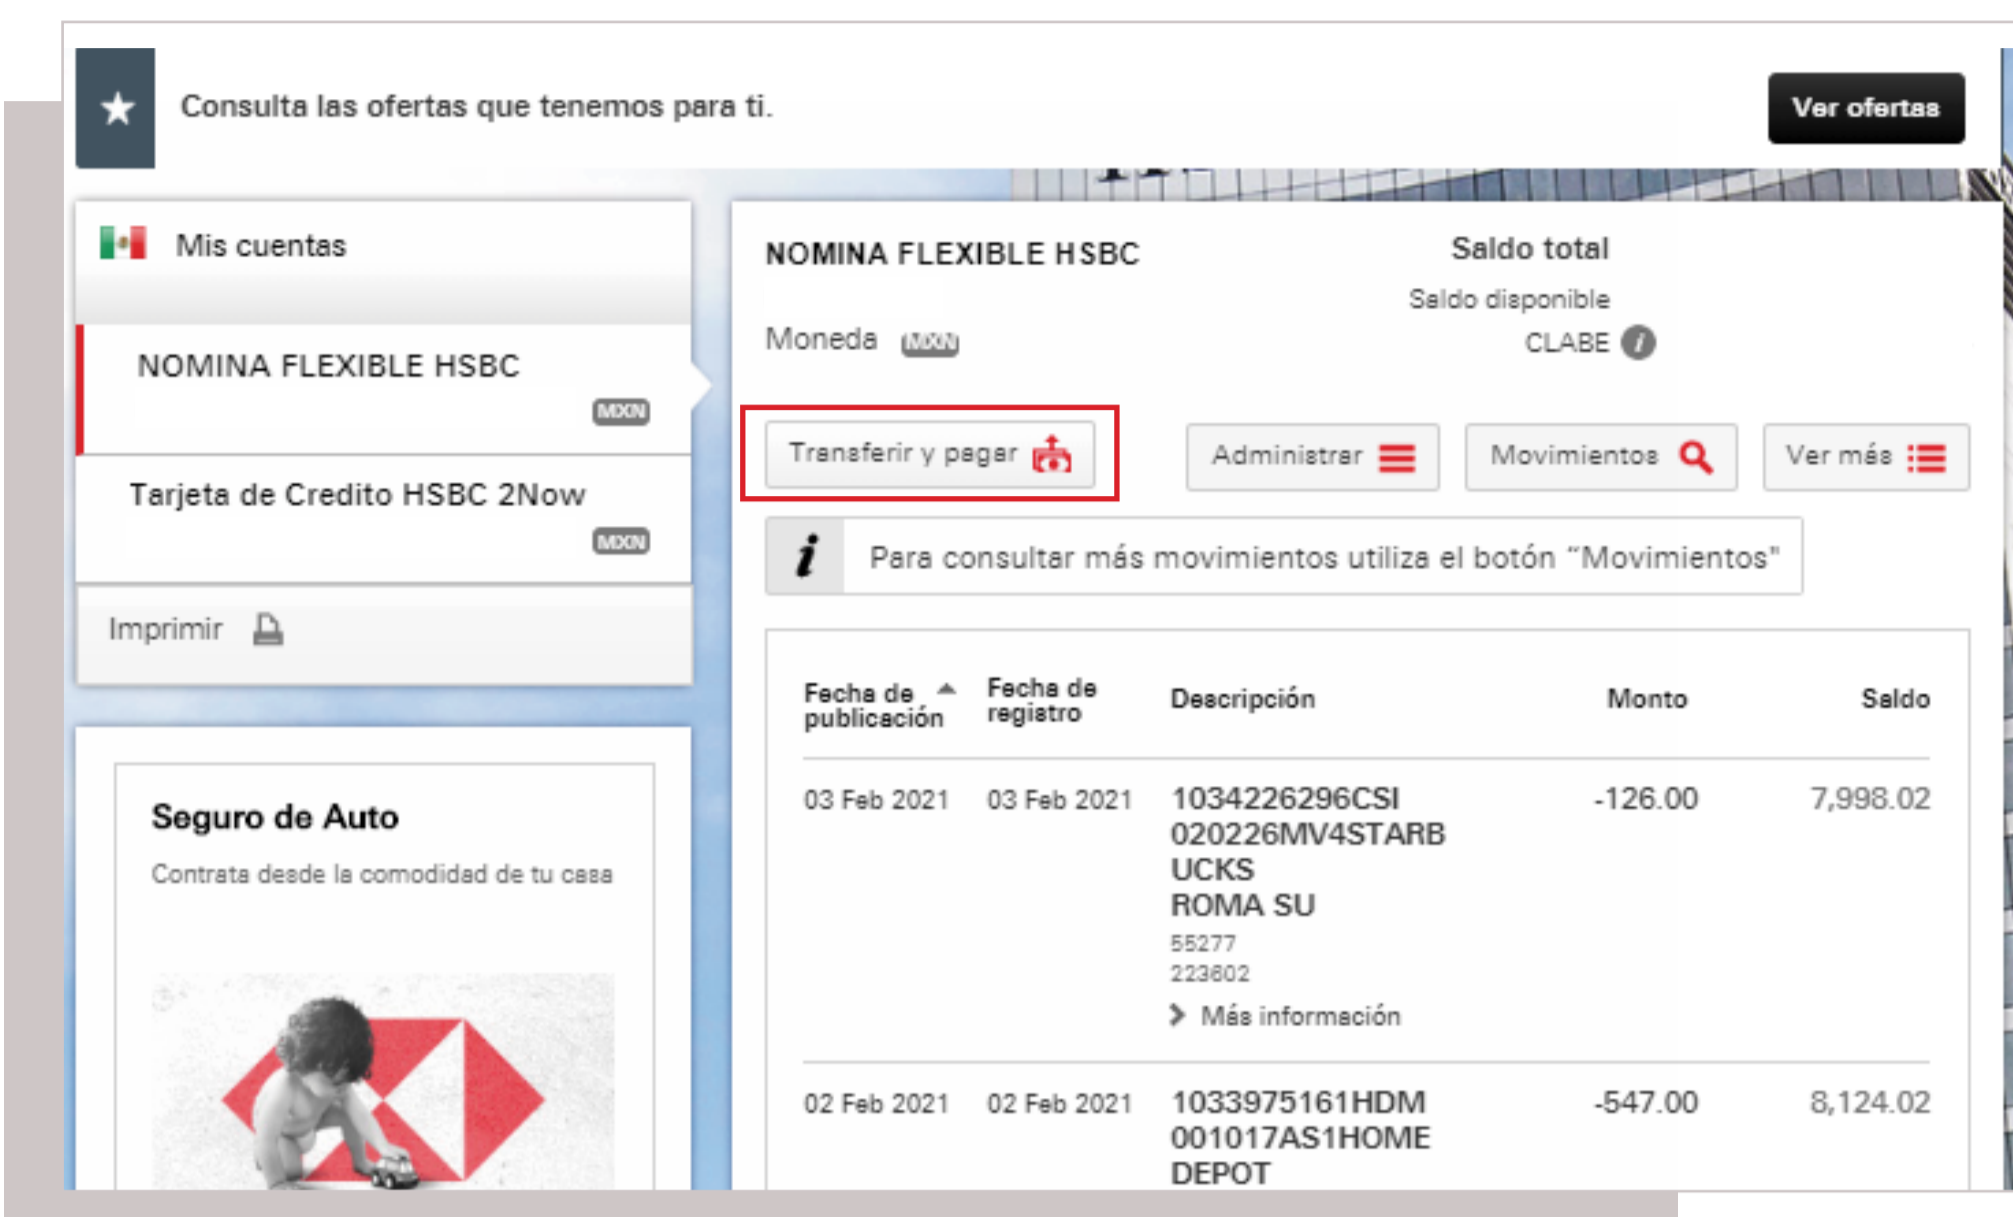 Consulta las ofertas que tenemos para ti.
Ver ofertas
Mis cuentas
NOMINA FLEXIBLE HSBC
MXN
Tarjeta de Credito HSBC 2Now
MXN
Imprimir
Seguro de Auto
Contrata desde la comodidad de tu casa
NOMINA FLEXIBLE HSBC
Saldo total
Saldo disponible
Moneda MXN
CLABE i
Transferir y pagar
Administrar
Movimientos
Ver más
i Para consultar más movimientos utiliza el botón “Movimientos"
Fecha de publicación
Fecha de registro
Descripción
Monto
Saldo
03 Feb 2021 03 Feb 2021 1034226296CSI -126.00 7,998.02
020226MV4STARB
UCKS
ROMA SU
55277
223602
Más información
02 Feb 2021 02 Feb 2021 1033975161HDM -547.00 8,124.02
001017AS1HOME
DEPOT